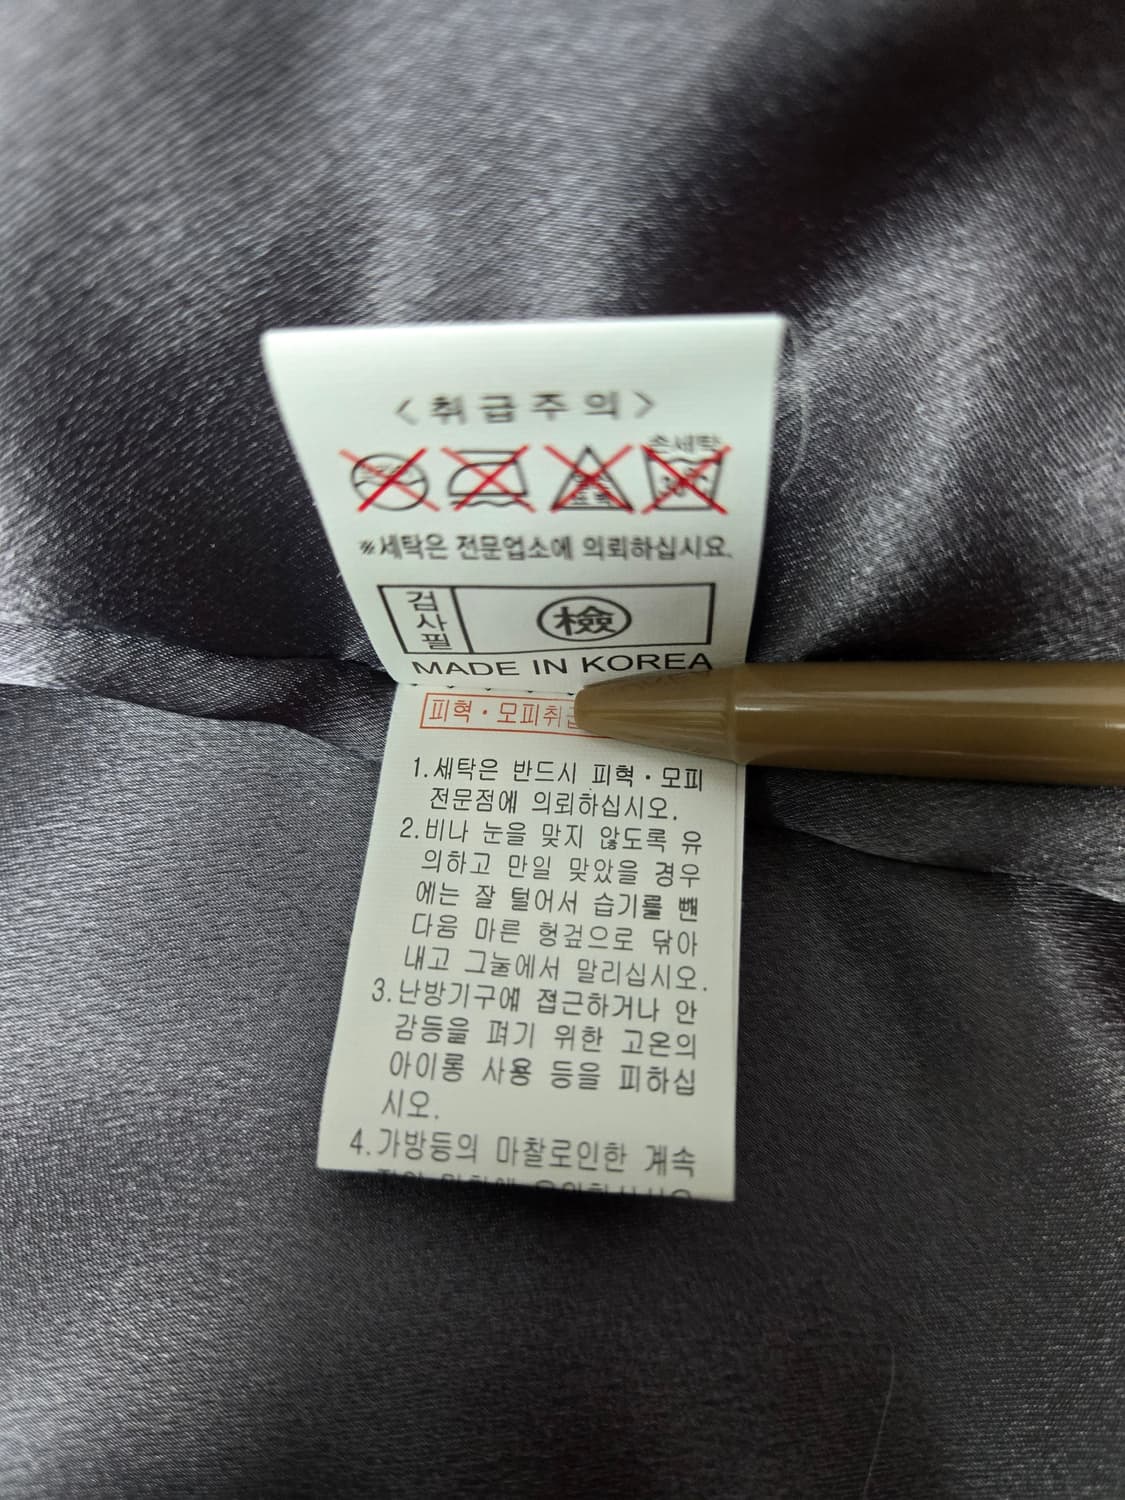 <취급주의>
손세탁
※세탁은 전문업소에 의뢰하십시요.
검사필
檢
MADE IN KOREA
피혁·모피취급
1.세탁은 반드시 피혁·모피
전문점에 의뢰하십시오.
2.비나 눈을 맞지 않도록 유
의하고 만일 맞았을 경우
에는 잘 털어서 습기를 뺀
다음 마른 헝겊으로 닦아
내고 그늘에서 말리십시오.
3.난방기구에 접근하거나 안
감등을 펴기 위한 고온의
아이롱 사용 등을 피하십
시오.
4.가방등의 마찰로인한 계속